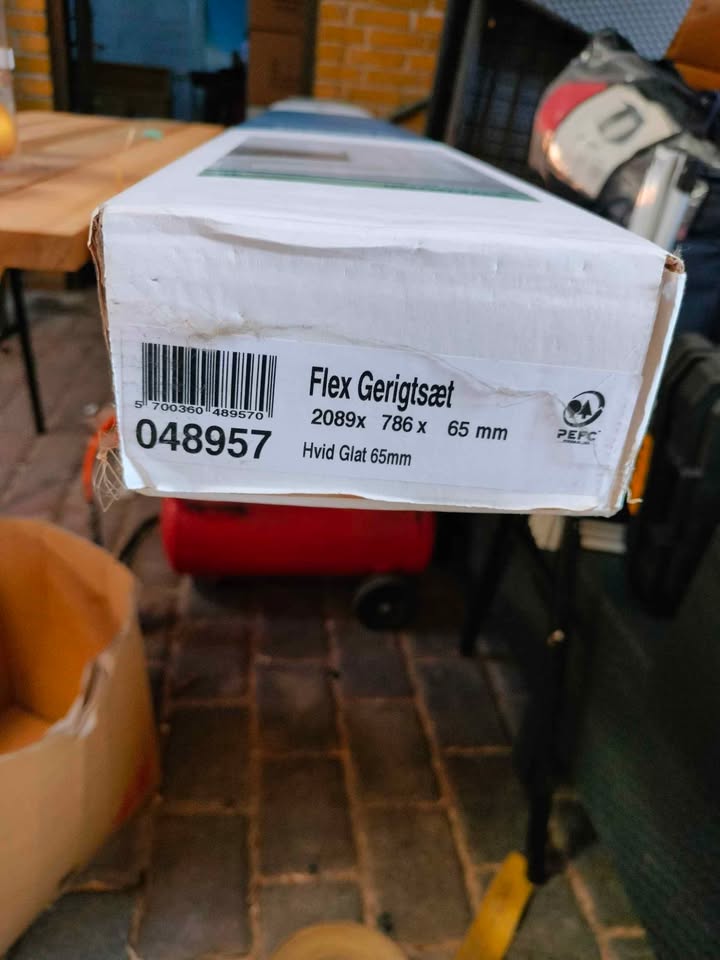 Flex Gerigtsæt
2089x 786 x 65 mm
Hvid Glat 65mm
5 700360 489570
048957
PEFC